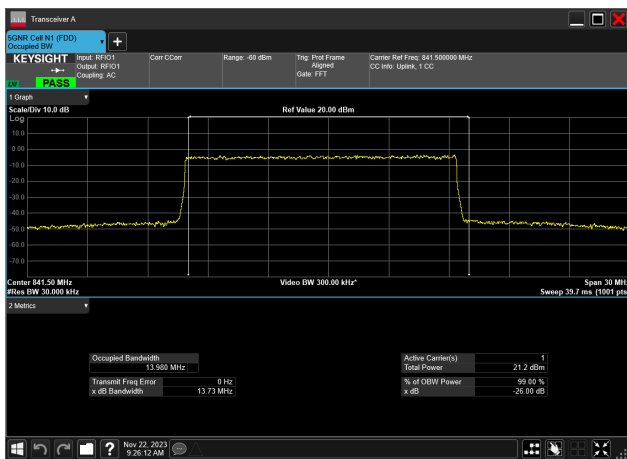 Transceiver A
5GNR Cell N1 (FDD)
Occupied BW
+
KEYSIGHT
LXI
PASS
Input: RFIO1
Output: RFIO1
Coupling: AC
Corr CCorr
Range: -60 dBm
Trig: Prot Frame
Aligned
Gate: FFT
Carrier Ref Freq: 841.500000 MHz
CC Info: Uplink, 1 CC
1 Graph
Scale/Div 10.0 dB
Ref Value 20.00 dBm
Log
10.0
0.00
-10.0
-20.0
-30.0
-40.0
-50.0
-60.0
-70.0
Center 841.50 MHz
Video BW 300.00 kHz*
Span 30 MH
#Res BW 30.000 kHz
Sweep 39.7 ms (1001 pts
2 Metrics
Occupied Bandwidth
13.980 MHz
Transmit Freq Error 0 Hz
x dB Bandwidth 13.73 MHz
Active Carrier(s) 1
Total Power 21.2 dBm
% of OBW Power 99.00 %
x dB -26.00 dB
?
Nov 22, 2023
9:26:12 AM